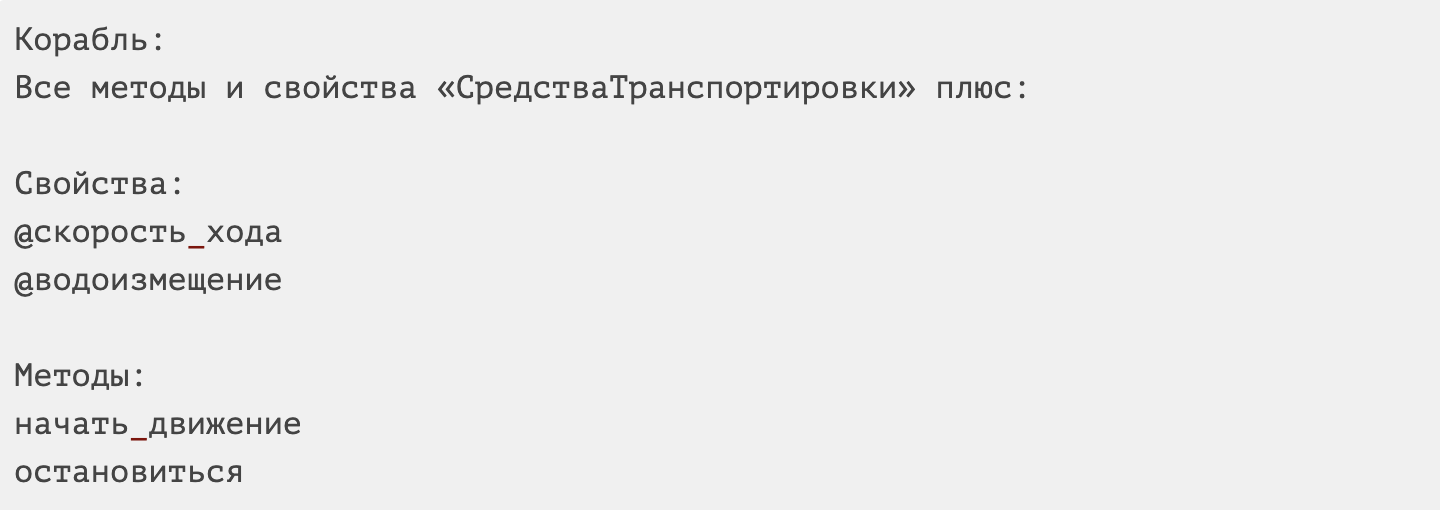 Корабль:
Все методы и свойства «СредстваТранспортировки» плюс:
Свойства:
@скорость_хода
@водоизмещение
Методы:
начать_движение
остановиться